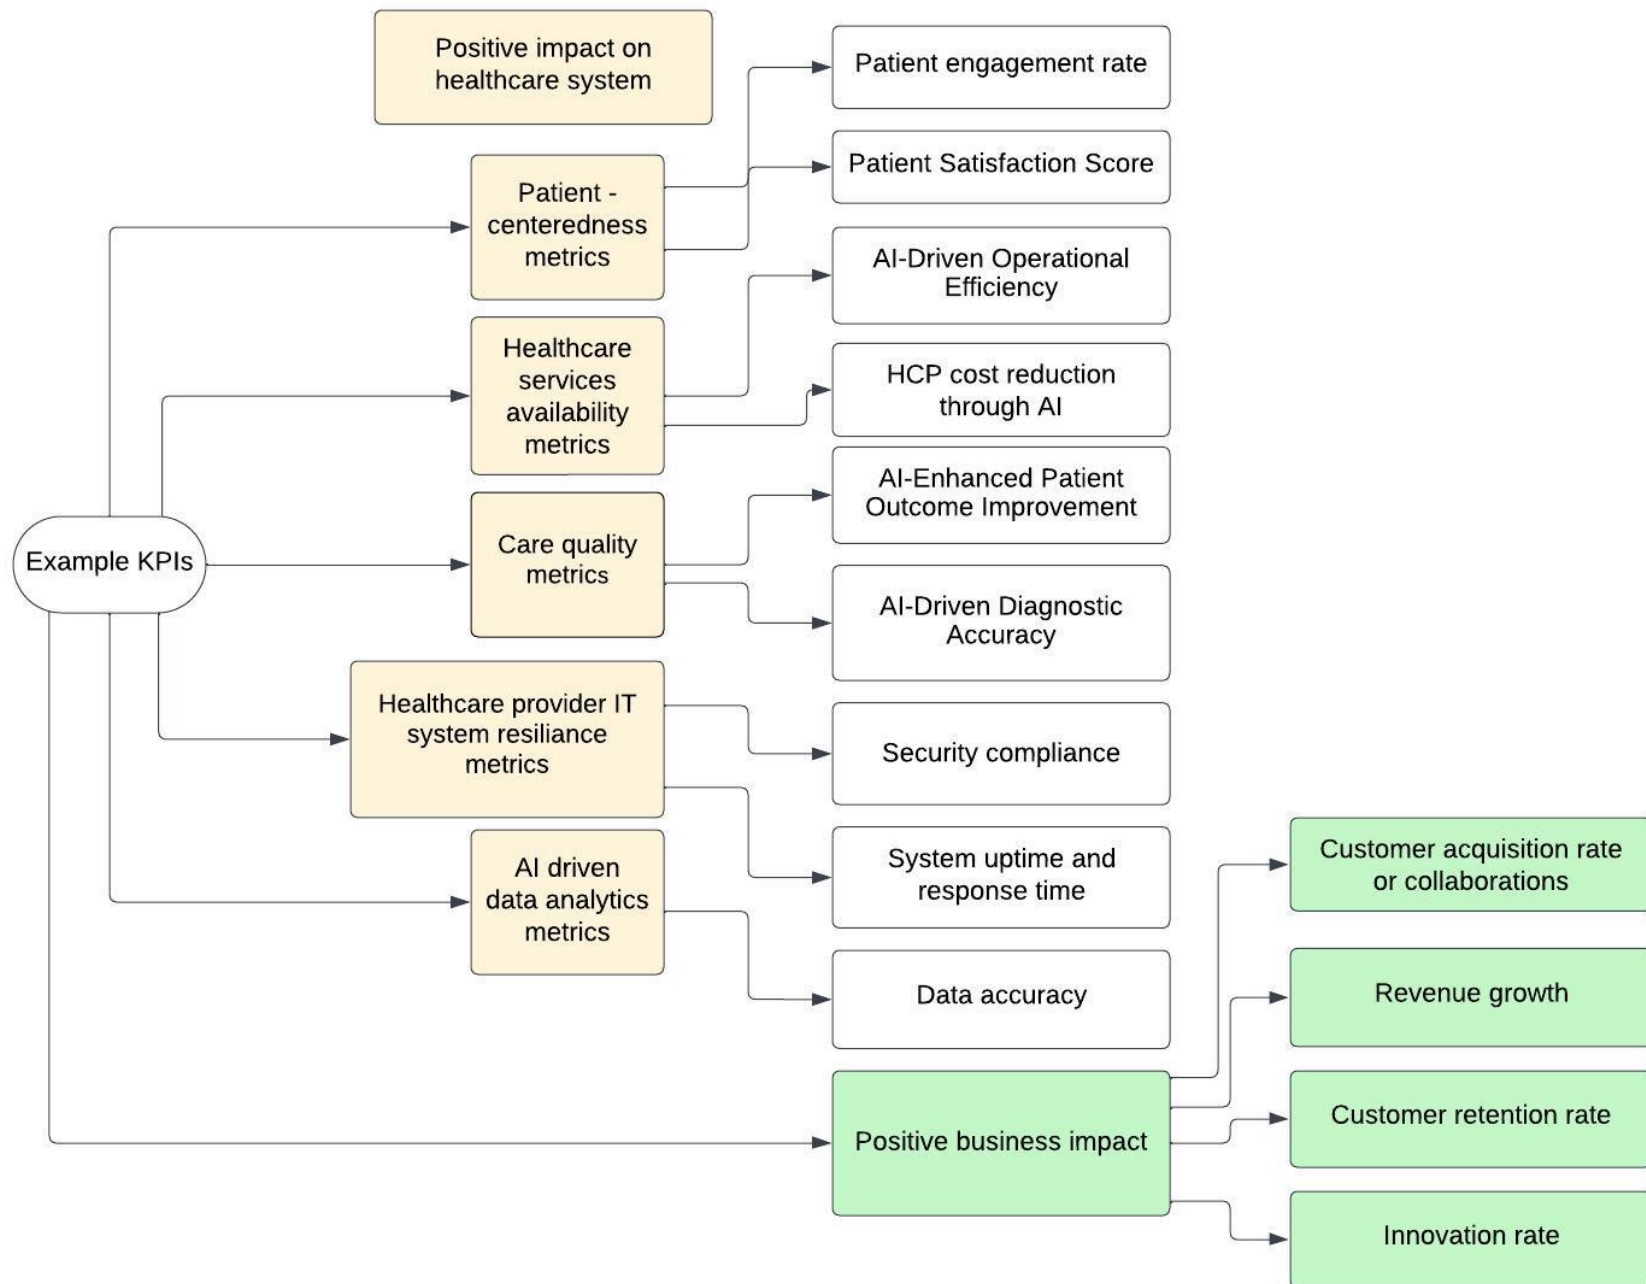 Positive impact on
healthcare system
Patient engagement rate
Patient Satisfaction Score
Patient -
centeredness
metrics
AI-Driven Operational
Efficiency
Healthcare
services
availability
metrics
HCP cost reduction
through AI
AI-Enhanced Patient
Outcome Improvement
Example KPIs
Care quality
metrics
AI-Driven Diagnostic
Accuracy
Healthcare provider IT
system resiliance
metrics
Security compliance
AI driven
data analytics
metrics
System uptime and
response time
Customer acquisition rate
or collaborations
Data accuracy
Revenue growth
Positive business impact
Customer retention rate
Innovation rate